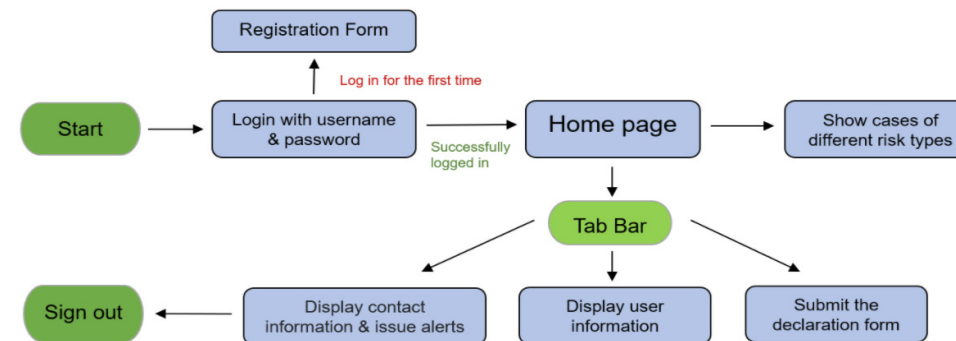 Registration Form
Log in for the first time
Start
Login with username
& password
Successfully
logged in
Home page
Show cases of
different risk types
Tab Bar
Sign out
Display contact
information & issue alerts
Display user
information
Submit the
declaration form